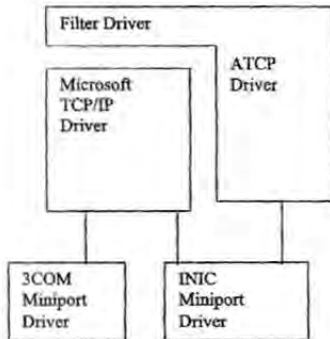 Filter Driver
ATCP
Driver
Microsoft
TCP/IP
Driver
3COM
Miniport
Driver
INIC
Miniport
Driver